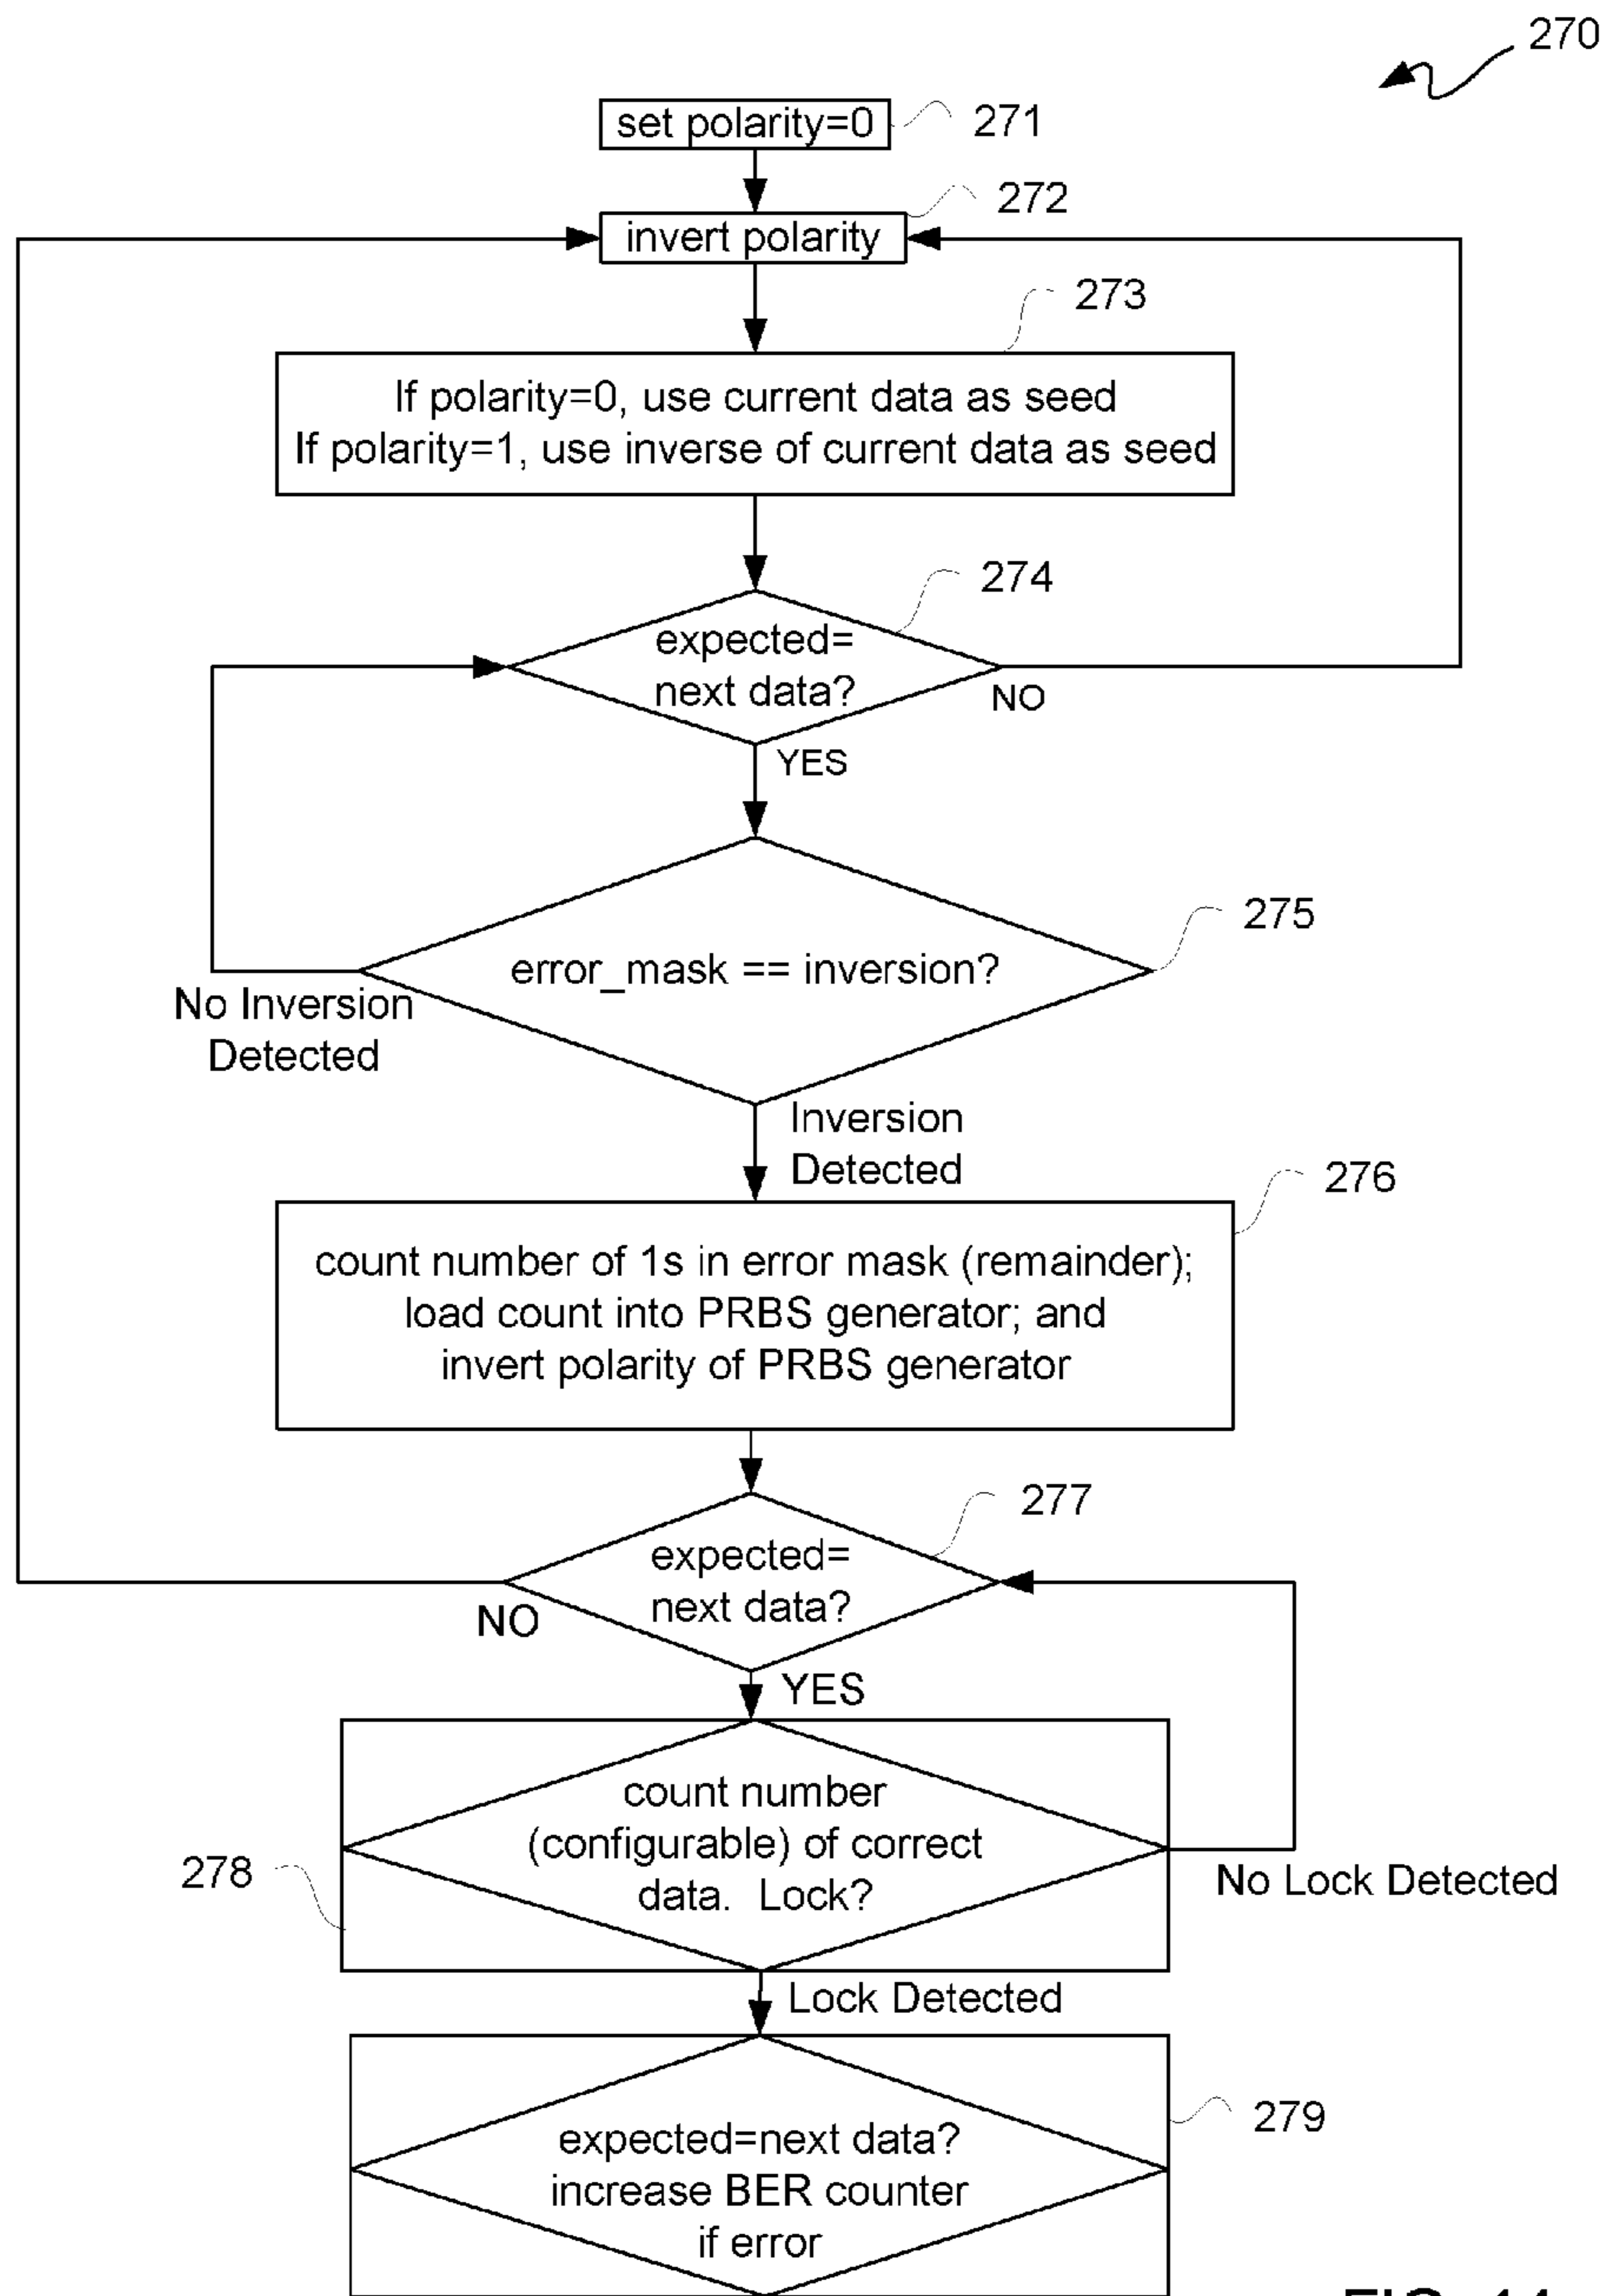 270
set polarity=0
271
272
invert polarity
273
If polarity=0, use current data as seed
If polarity=1, use inverse of current data as seed
274
expected=
next data?
NO
YES
275
error_mask == inversion?
No Inversion
Detected
Inversion
Detected
276
count number of 1s in error mask (remainder);
load count into PRBS generator; and
invert polarity of PRBS generator
277
expected=
next data?
NO
YES
count number
(configurable) of correct
data. Lock?
278
No Lock Detected
Lock Detected
279
expected=next data?
increase BER counter
if error